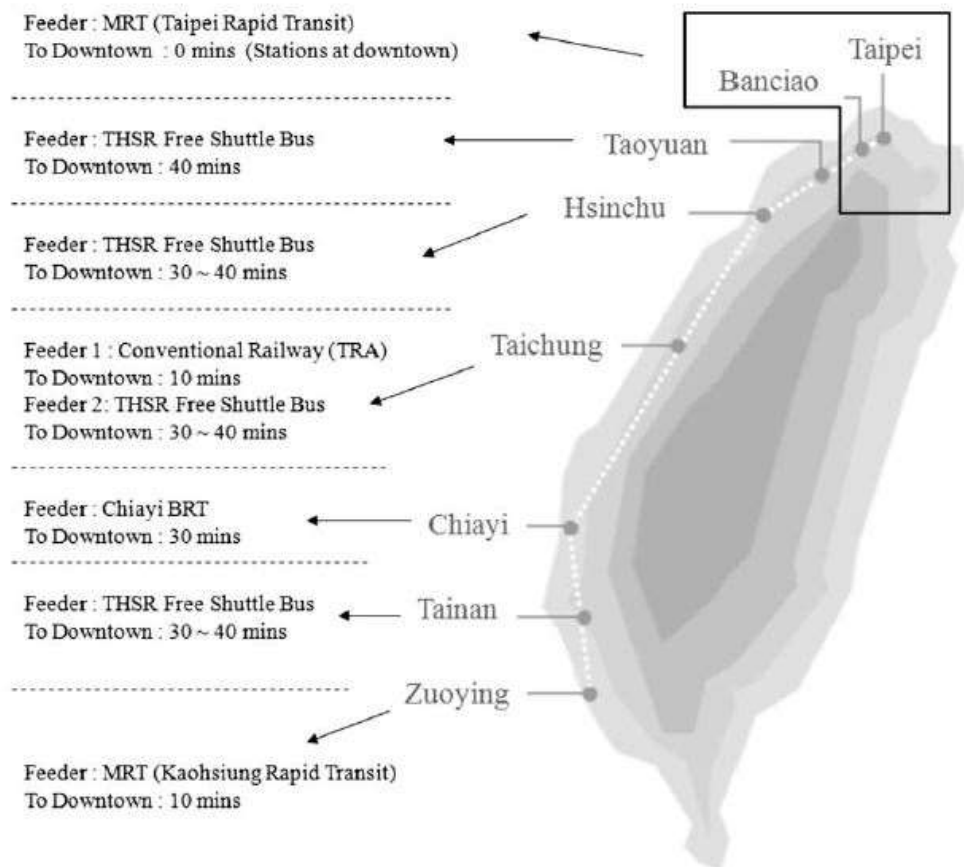 Feeder : MRT (Taipei Rapid Transit)
To Downtown : 0 mins (Stations at downtown)
Taipei
Banciao
Feeder : THSR Free Shuttle Bus
To Downtown : 40 mins
Taoyuan
Hsinchu
Feeder : THSR Free Shuttle Bus
To Downtown : 30 ~ 40 mins
Feeder 1 : Conventional Railway (TRA)
To Downtown : 10 mins
Feeder 2: THSR Free Shuttle Bus
To Downtown : 30 ~ 40 mins
Taichung
Feeder : Chiayi BRT
To Downtown : 30 mins
Chiayi
Feeder : THSR Free Shuttle Bus
To Downtown : 30 ~ 40 mins
Tainan
Zuoying
Feeder : MRT (Kaohsiung Rapid Transit)
To Downtown : 10 mins